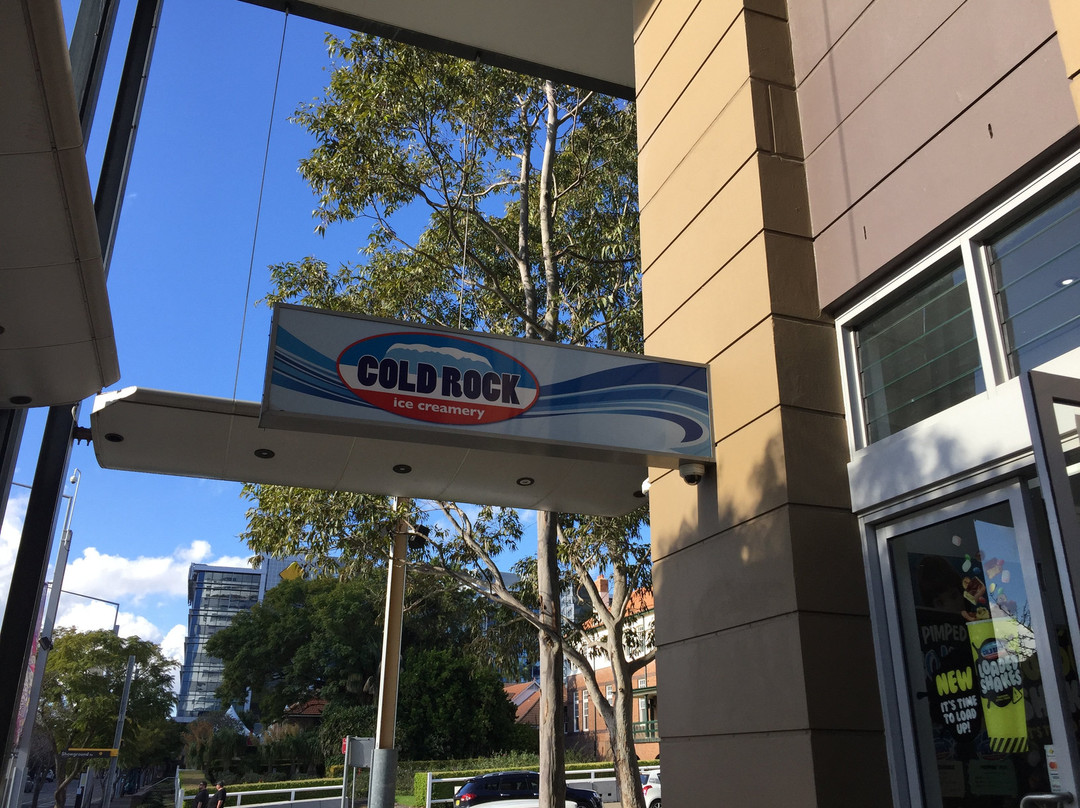 COLD ROCK
ice creamery
PIMPED
NEW
IT'S TIME TO
LOAD UP!
LOADED
SHAKES